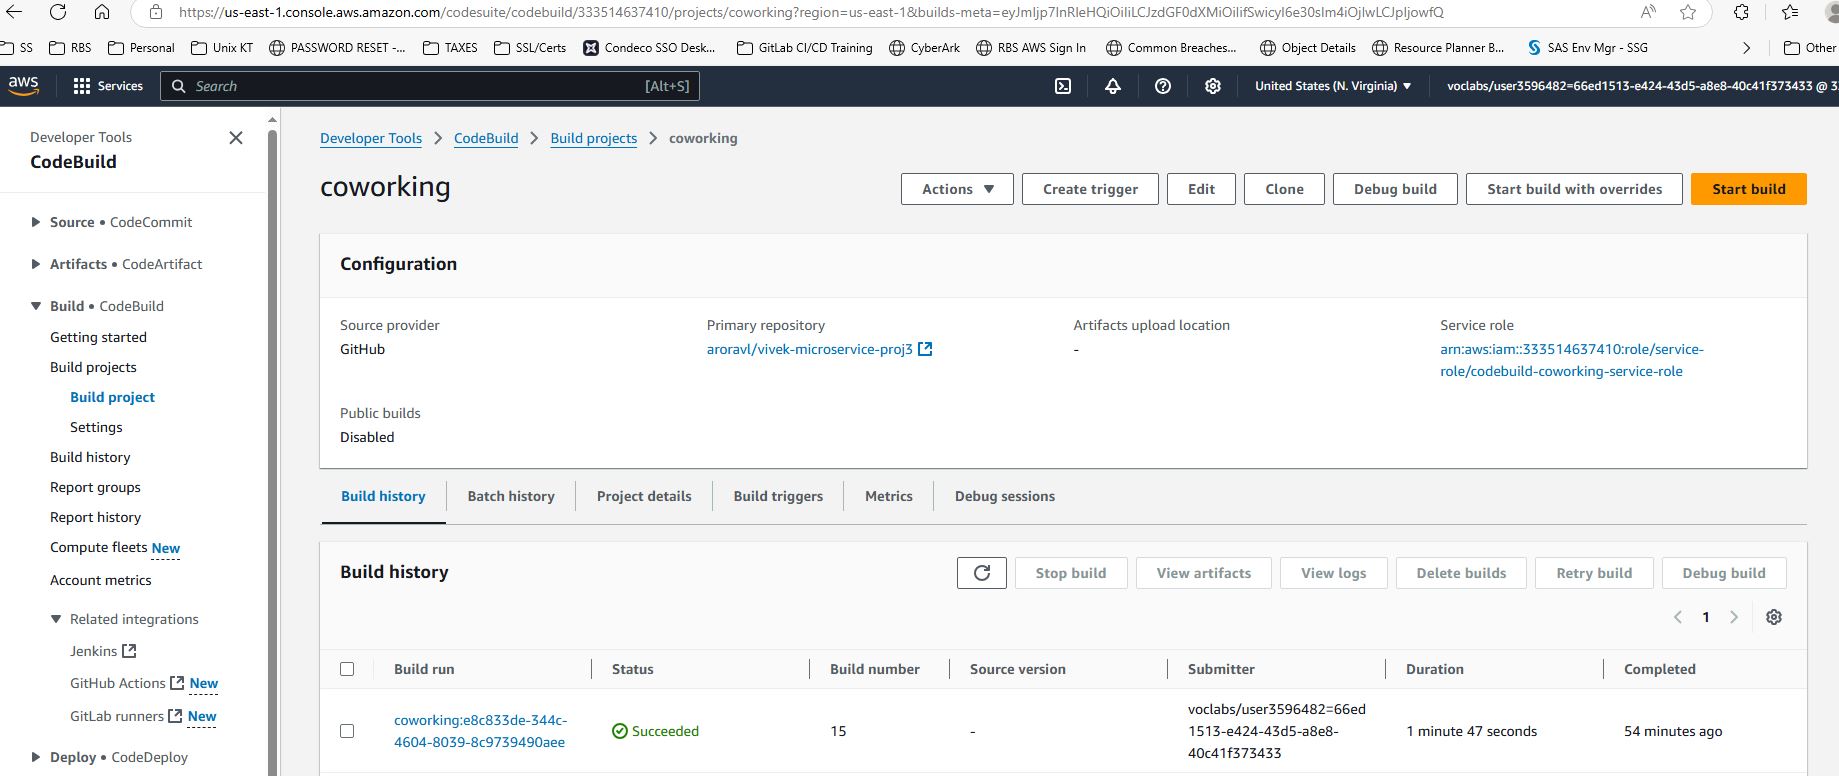 https://us-east-1.console.aws.amazon.com/codesuite/codebuild/333514637410/projects/coworking?region=us-east-1&builds-meta=eyJmIjp7InRleHQiOiIiLCJzdGF0dXMiOiIifSwicyI6e30sIm4iOjIwLCJpIjowfQ
SS RBS Personal Unix KT PASSWORD RESET -... TAXES SSL/Certs Condeco SSO Desk... GitLab CI/CD Training CyberArk RBS AWS Sign In Common Breaches... Object Details Resource Planner B... SAS Env Mgr - SSG Other
aws Services Search [Alt+S] United States (N. Virginia) voclabs/user3596482=66ed1513-e424-43d5-a8e8-40c41f373433 @ 3
Developer Tools
CodeBuild
Source • CodeCommit
Artifacts • CodeArtifact
Build • CodeBuild
Getting started
Build projects
Build project
Settings
Build history
Report groups
Report history
Compute fleets New
Account metrics
Related integrations
Jenkins
GitHub Actions New
GitLab runners New
Deploy • CodeDeploy
Developer Tools > CodeBuild > Build projects > coworking
coworking
Actions Create trigger Edit Clone Debug build Start build with overrides Start build
Configuration
Source provider
GitHub
Primary repository
aroravl/vivek-microservice-proj3
Artifacts upload location
-
Service role
arn:aws:iam::333514637410:role/service-
role/codebuild-coworking-service-role
Public builds
Disabled
Build history Batch history Project details Build triggers Metrics Debug sessions
Build history
Stop build View artifacts View logs Delete builds Retry build Debug build
1
Build run Status Build number Source version Submitter Duration Completed
coworking:e8c833de-344c-
4604-8039-8c9739490aee
Succeeded
15
-
voclabs/user3596482=66ed
1513-e424-43d5-a8e8-
40c41f373433
1 minute 47 seconds
54 minutes ago